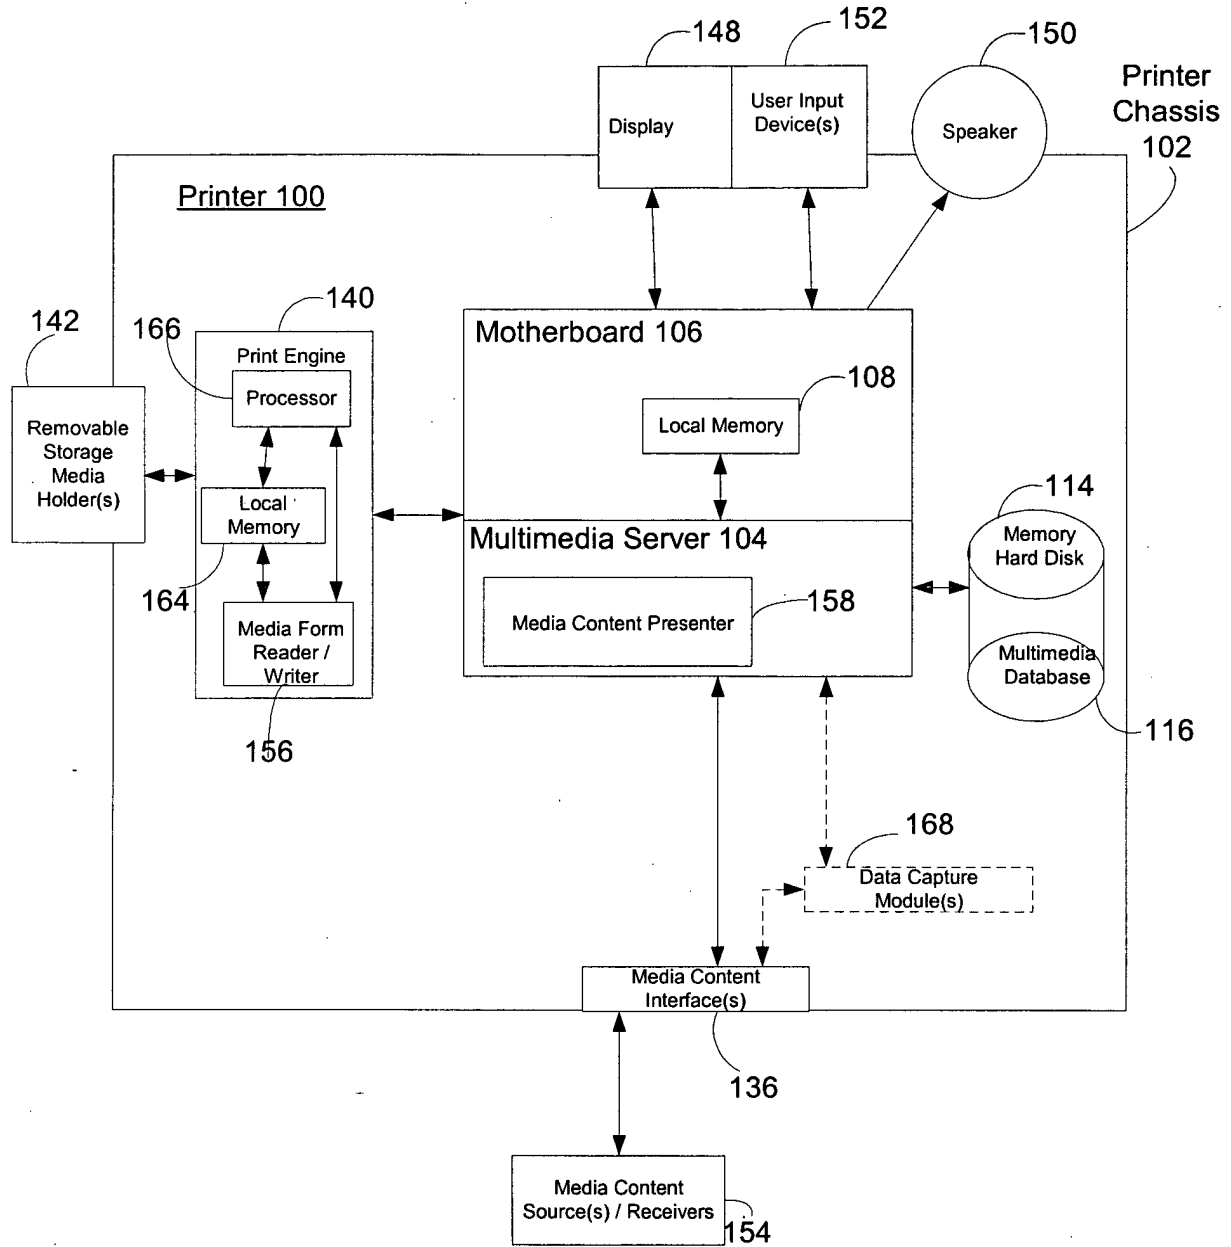 148
152
150
Printer
Chassis
102
Display
User Input
Device(s)
Speaker
Printer 100
142
166
140
Print Engine
Processor
Removable
Storage
Media
Holder(s)
Local
Memory
164
Media Form
Reader /
Writer
156
Motherboard 106
108
Local Memory
Multimedia Server 104
Media Content Presenter
158
114
Memory
Hard Disk
Multimedia
Database
116
168
Data Capture
Module(s)
Media Content
Interface(s)
136
Media Content
Source(s) / Receivers
154